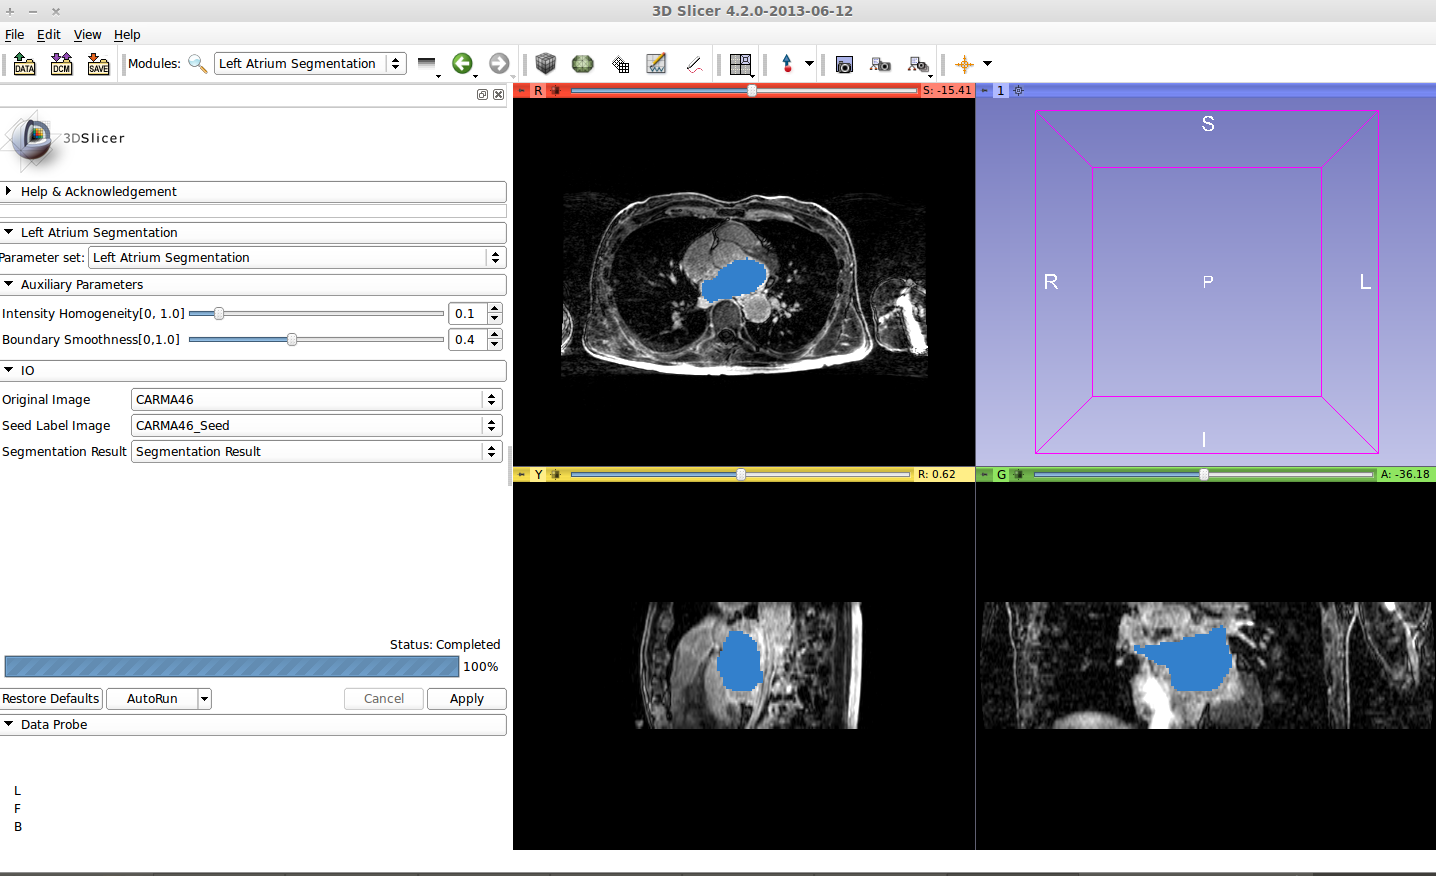 3D Slicer 4.2.0-2013-06-12
File Edit View Help
DATA DCM SAVE Modules: Left Atrium Segmentation
R S: -15.41
1
3DSlicer
Help & Acknowledgement
Left Atrium Segmentation
Parameter set: Left Atrium Segmentation
Auxiliary Parameters
Intensity Homogeneity[0, 1.0] 0.1
Boundary Smoothness[0,1.0] 0.4
IO
Original Image CARMA46
Seed Label Image CARMA46_Seed
Segmentation Result Segmentation Result
Status: Completed
100%
Restore Defaults AutoRun Cancel Apply
Data Probe
L
F
B
S
R P L
I
Y R: 0.62
G A: -36.18